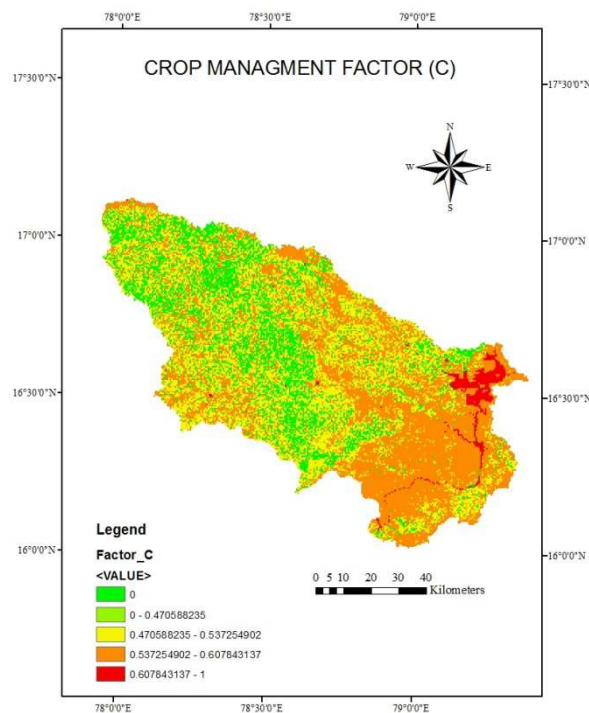 78°0'0"E 78°30'0"E 79°0'0"E
CROP MANAGMENT FACTOR (C)
17°30'0"N 17°30'0"N
N
W E
S
17°0'0"N 17°0'0"N
16°30'0"N 16°30'0"N
16°0'0"N 16°0'0"N
Legend
Factor_C
<VALUE>
0
0 - 0.470588235
0.470588235 - 0.537254902
0.537254902 - 0.607843137
0.607843137 - 1
0 5 10 20 30 40
Kilometers
78°0'0"E 78°30'0"E 79°0'0"E